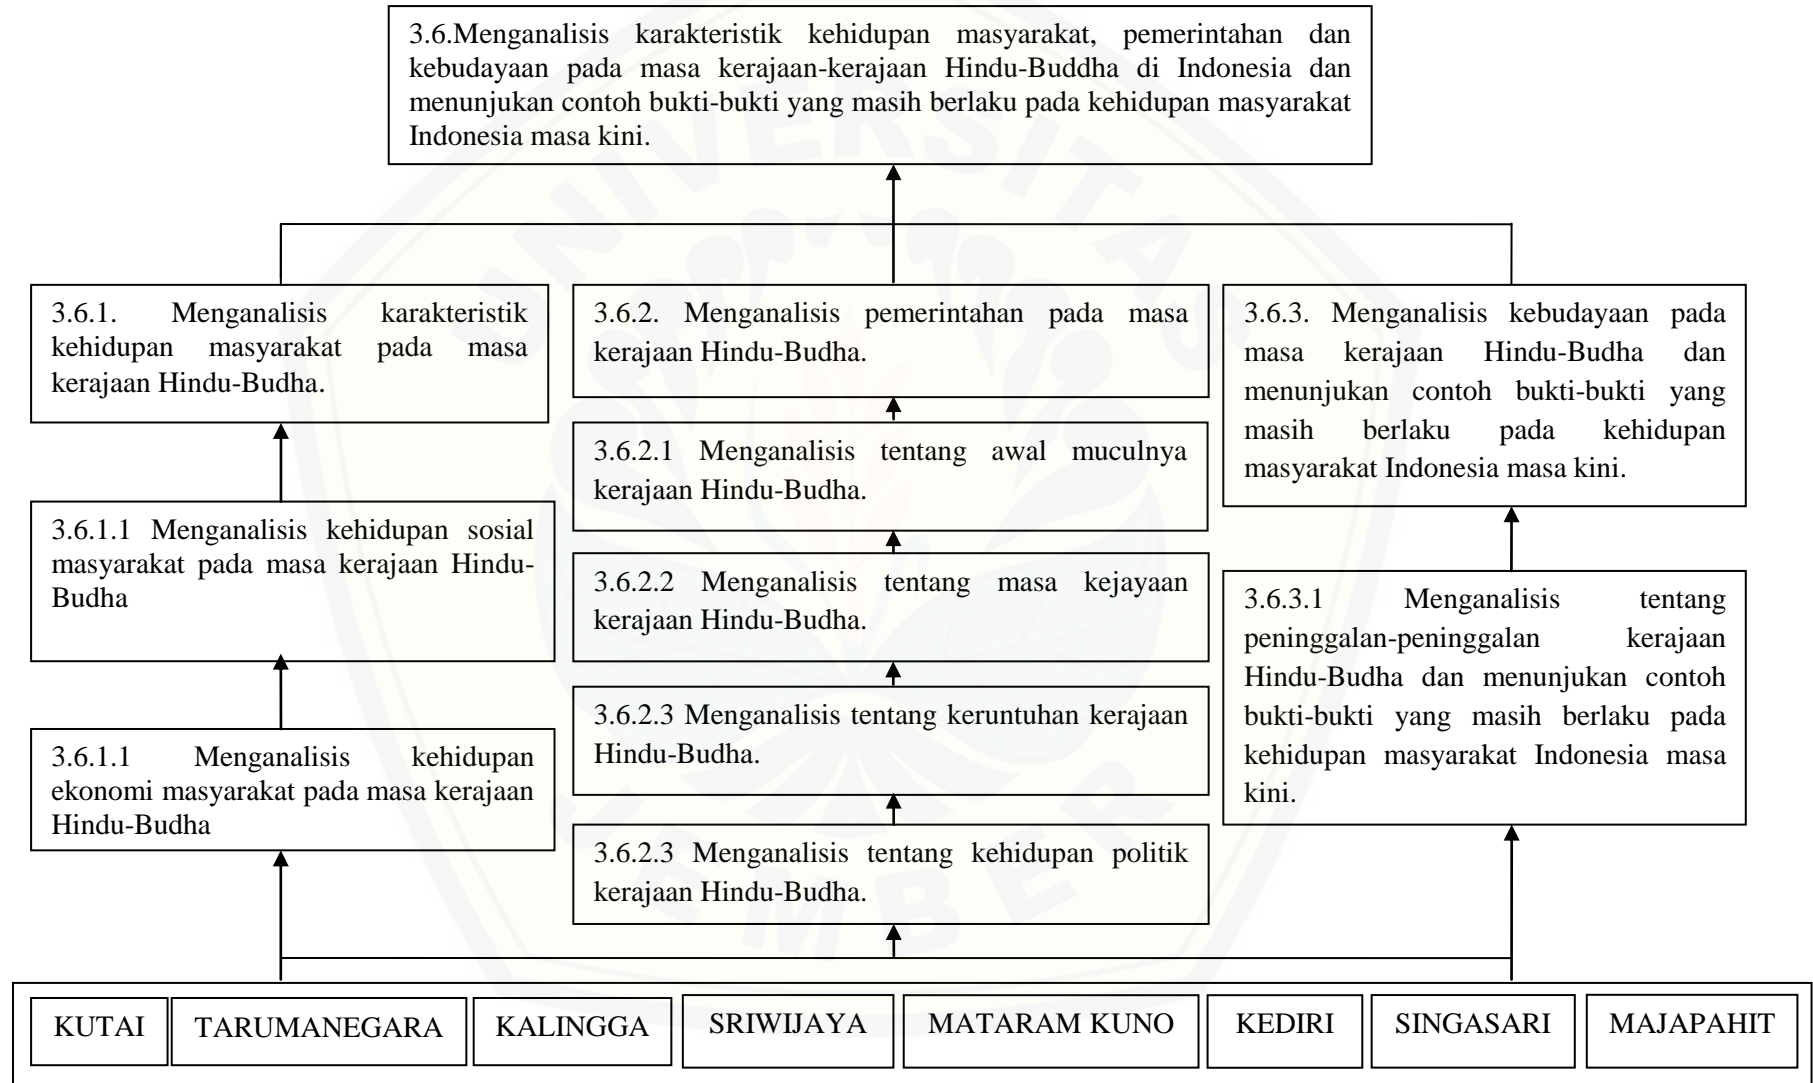 3.6.Menganalisis karakteristik kehidupan masyarakat, pemerintahan dan
kebudayaan pada masa kerajaan-kerajaan Hindu-Buddha di Indonesia dan
menunjukan contoh bukti-bukti yang masih berlaku pada kehidupan masyarakat
Indonesia masa kini.
3.6.1. Menganalisis karakteristik
kehidupan masyarakat pada masa
kerajaan Hindu-Budha.
3.6.1.1 Menganalisis kehidupan sosial
masyarakat pada masa kerajaan Hindu-
Budha
3.6.1.1 Menganalisis kehidupan
ekonomi masyarakat pada masa kerajaan
Hindu-Budha
3.6.2. Menganalisis pemerintahan pada masa
kerajaan Hindu-Budha.
3.6.2.1 Menganalisis tentang awal muculnya
kerajaan Hindu-Budha.
3.6.2.2 Menganalisis tentang masa kejayaan
kerajaan Hindu-Budha.
3.6.2.3 Menganalisis tentang keruntuhan kerajaan
Hindu-Budha.
3.6.2.3 Menganalisis tentang kehidupan politik
kerajaan Hindu-Budha.
3.6.3. Menganalisis kebudayaan pada
masa kerajaan Hindu-Budha dan
menunjukan contoh bukti-bukti yang
masih berlaku pada kehidupan
masyarakat Indonesia masa kini.
3.6.3.1 Menganalisis tentang
peninggalan-peninggalan kerajaan
Hindu-Budha dan menunjukan contoh
bukti-bukti yang masih berlaku pada
kehidupan masyarakat Indonesia masa
kini.
KUTAI
TARUMANEGARA
KALINGGA
SRIWIJAYA
MATARAM KUNO
KEDIRI
SINGASARI
MAJAPAHIT
UNIVERSITAS
JEMBER